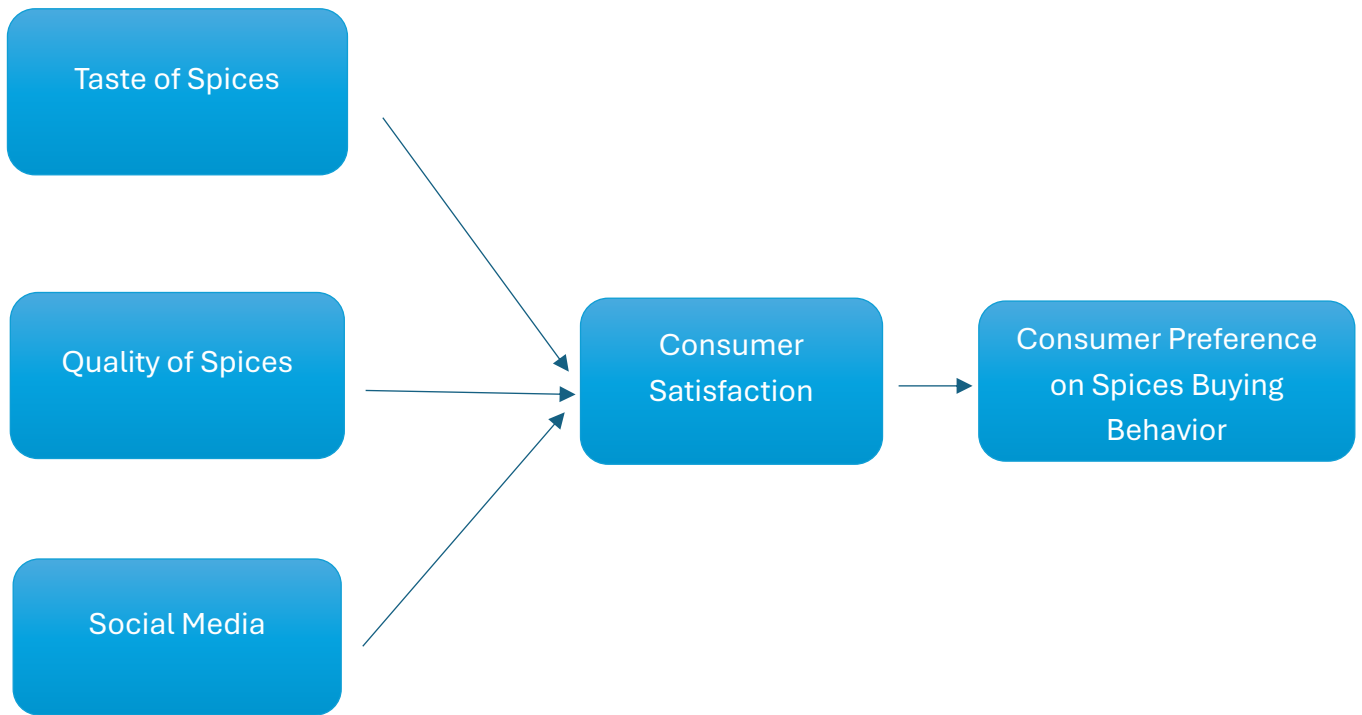 Taste of Spices
Quality of Spices
Social Media
Consumer
Satisfaction
Consumer Preference
on Spices Buying
Behavior